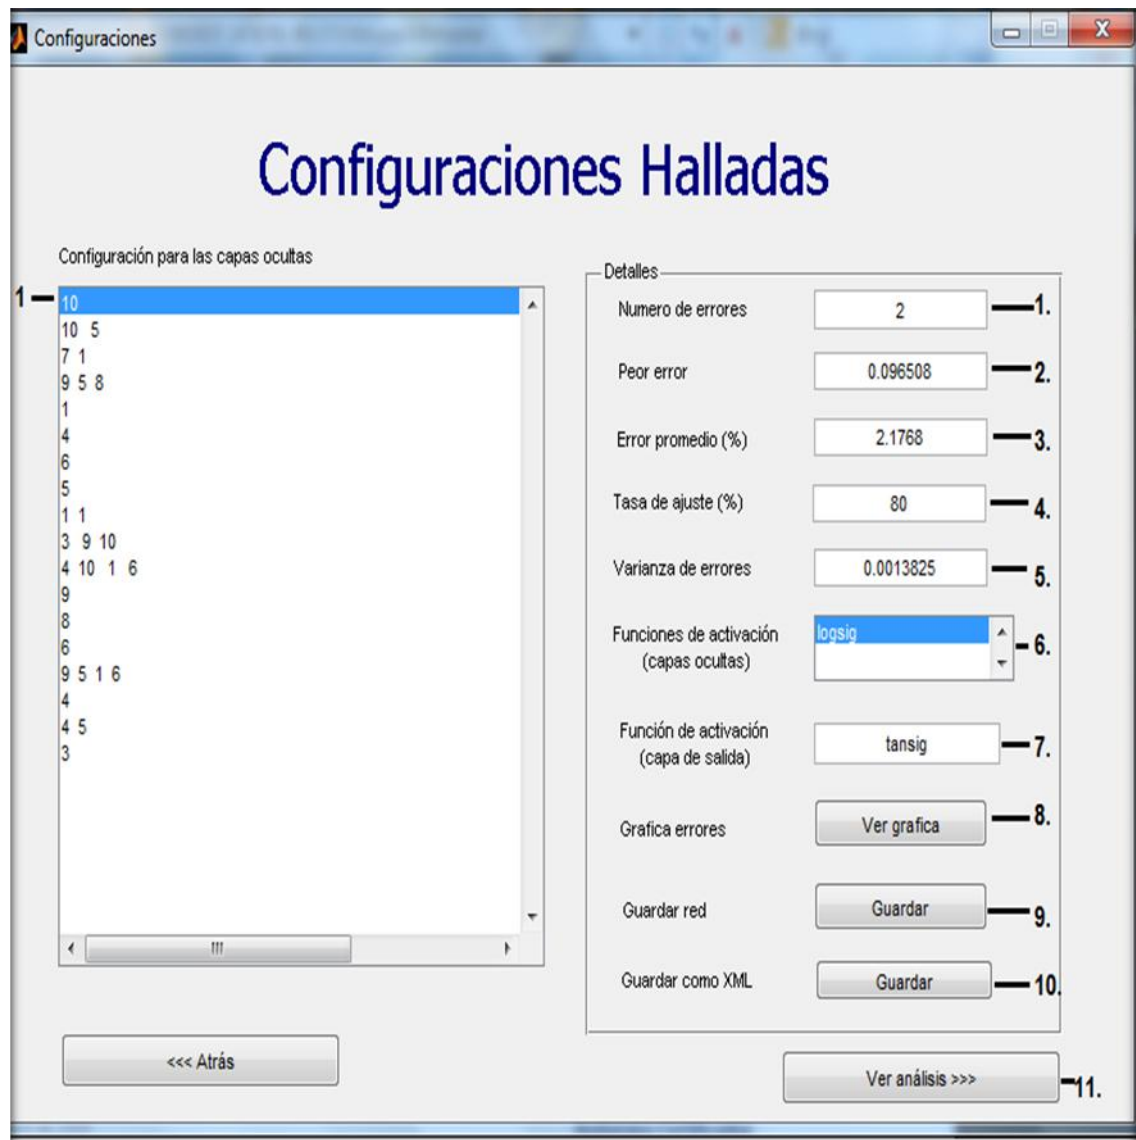 Configuraciones
X
Configuraciones Halladas
Configuración para las capas ocultas
1
10
10 5
7 1
9 5 8
1
4
6
5
1 1
3 9 10
4 10 1 6
9
8
6
9 5 1 6
4
4 5
3
<<< Atrás
Detalles
Numero de errores 2 1.
Peor error 0.096508 2.
Error promedio (%) 2.1768 3.
Tasa de ajuste (%) 80 4.
Varianza de errores 0.0013825 5.
Funciones de activación
(capas ocultas)
logsig 6.
Función de activación
(capa de salida)
tansig 7.
Grafica errores Ver grafica 8.
Guardar red Guardar 9.
Guardar como XML Guardar 10.
Ver análisis >>> 11.